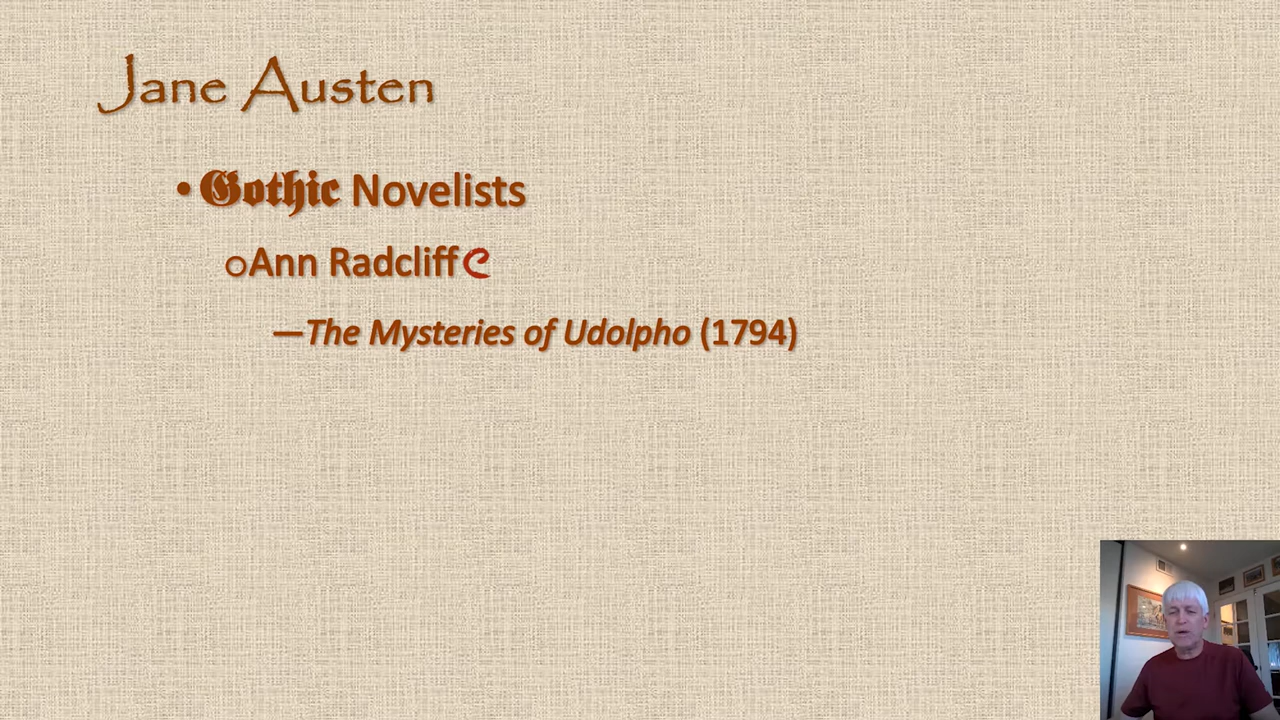 Jane Austen
• Gothic Novelists
○Ann Radcliffe
—The Mysteries of Udolpho (1794)